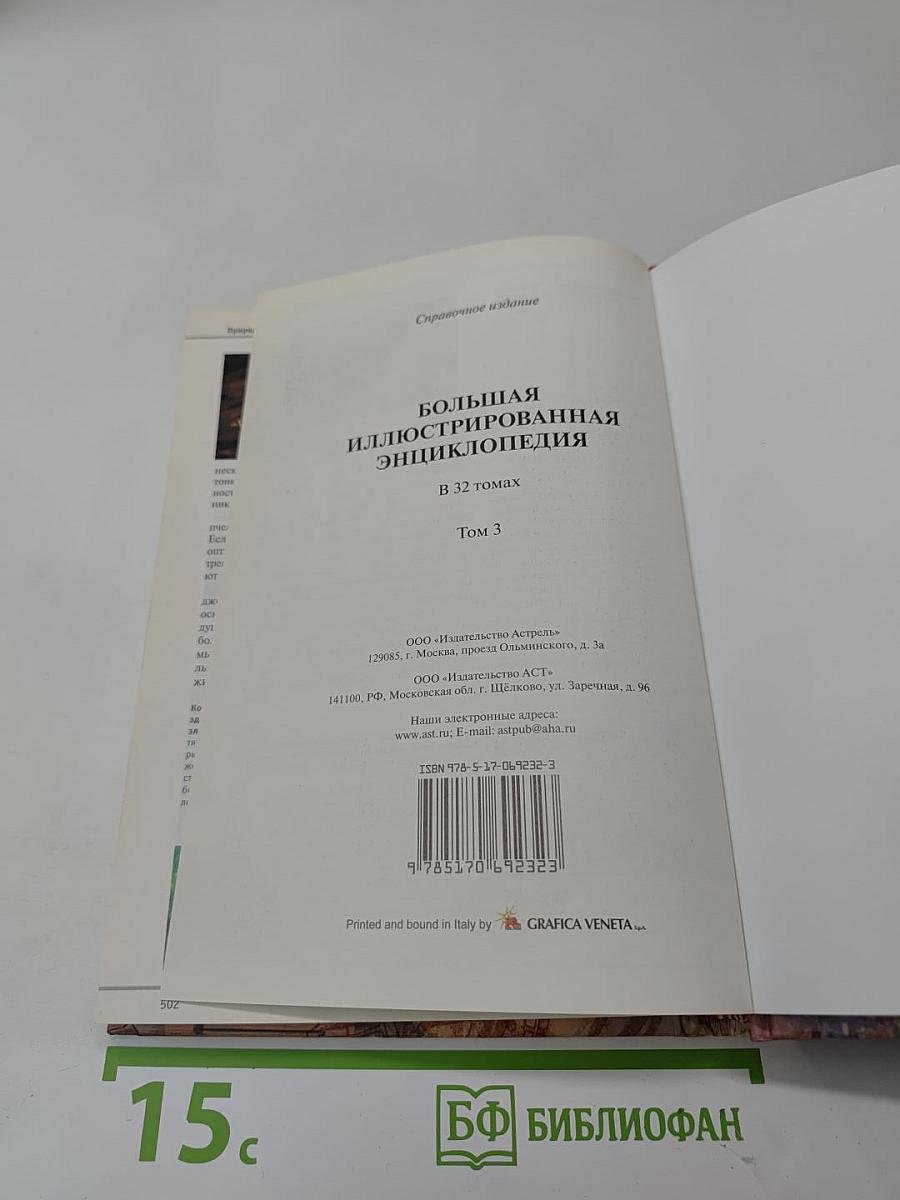 Справочное издание
БОЛЬШАЯ
ИЛЛЮСТРИРОВАННАЯ
ЭНЦИКЛОПЕДИЯ
В 32 томах
Том 3
ООО «Издательство Астрель»
129085, г. Москва, проезд Ольминского, д. 3а
ООО «Издательство АСТ»
141100, РФ, Московская обл. г. Щёлково, ул. Заречная, д. 96
Наши электронные адреса:
www.ast.ru; E-mail: astpub@aha.ru
ISBN 978-5-17-069232-3
9 785170 692323
Printed and bound in Italy by GRAFICA VENETA s.p.a.
502
15 с
БФ БИБЛИОФАН